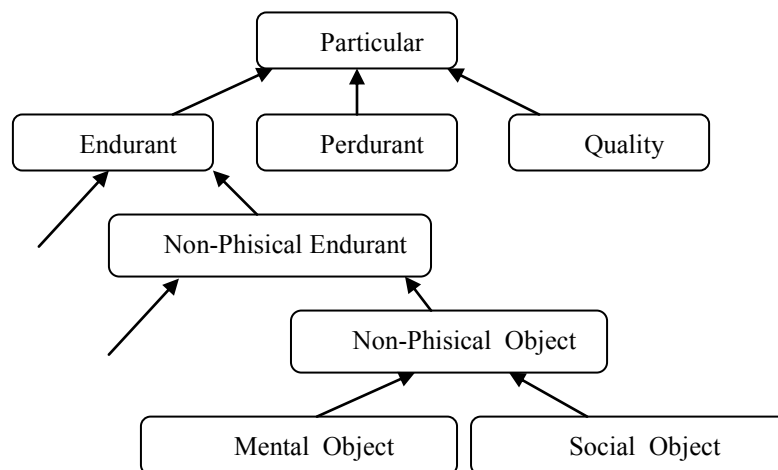 Particular
Endurant
Perdurant
Quality
Non-Phisical Endurant
Non-Phisical Object
Mental Object
Social Object